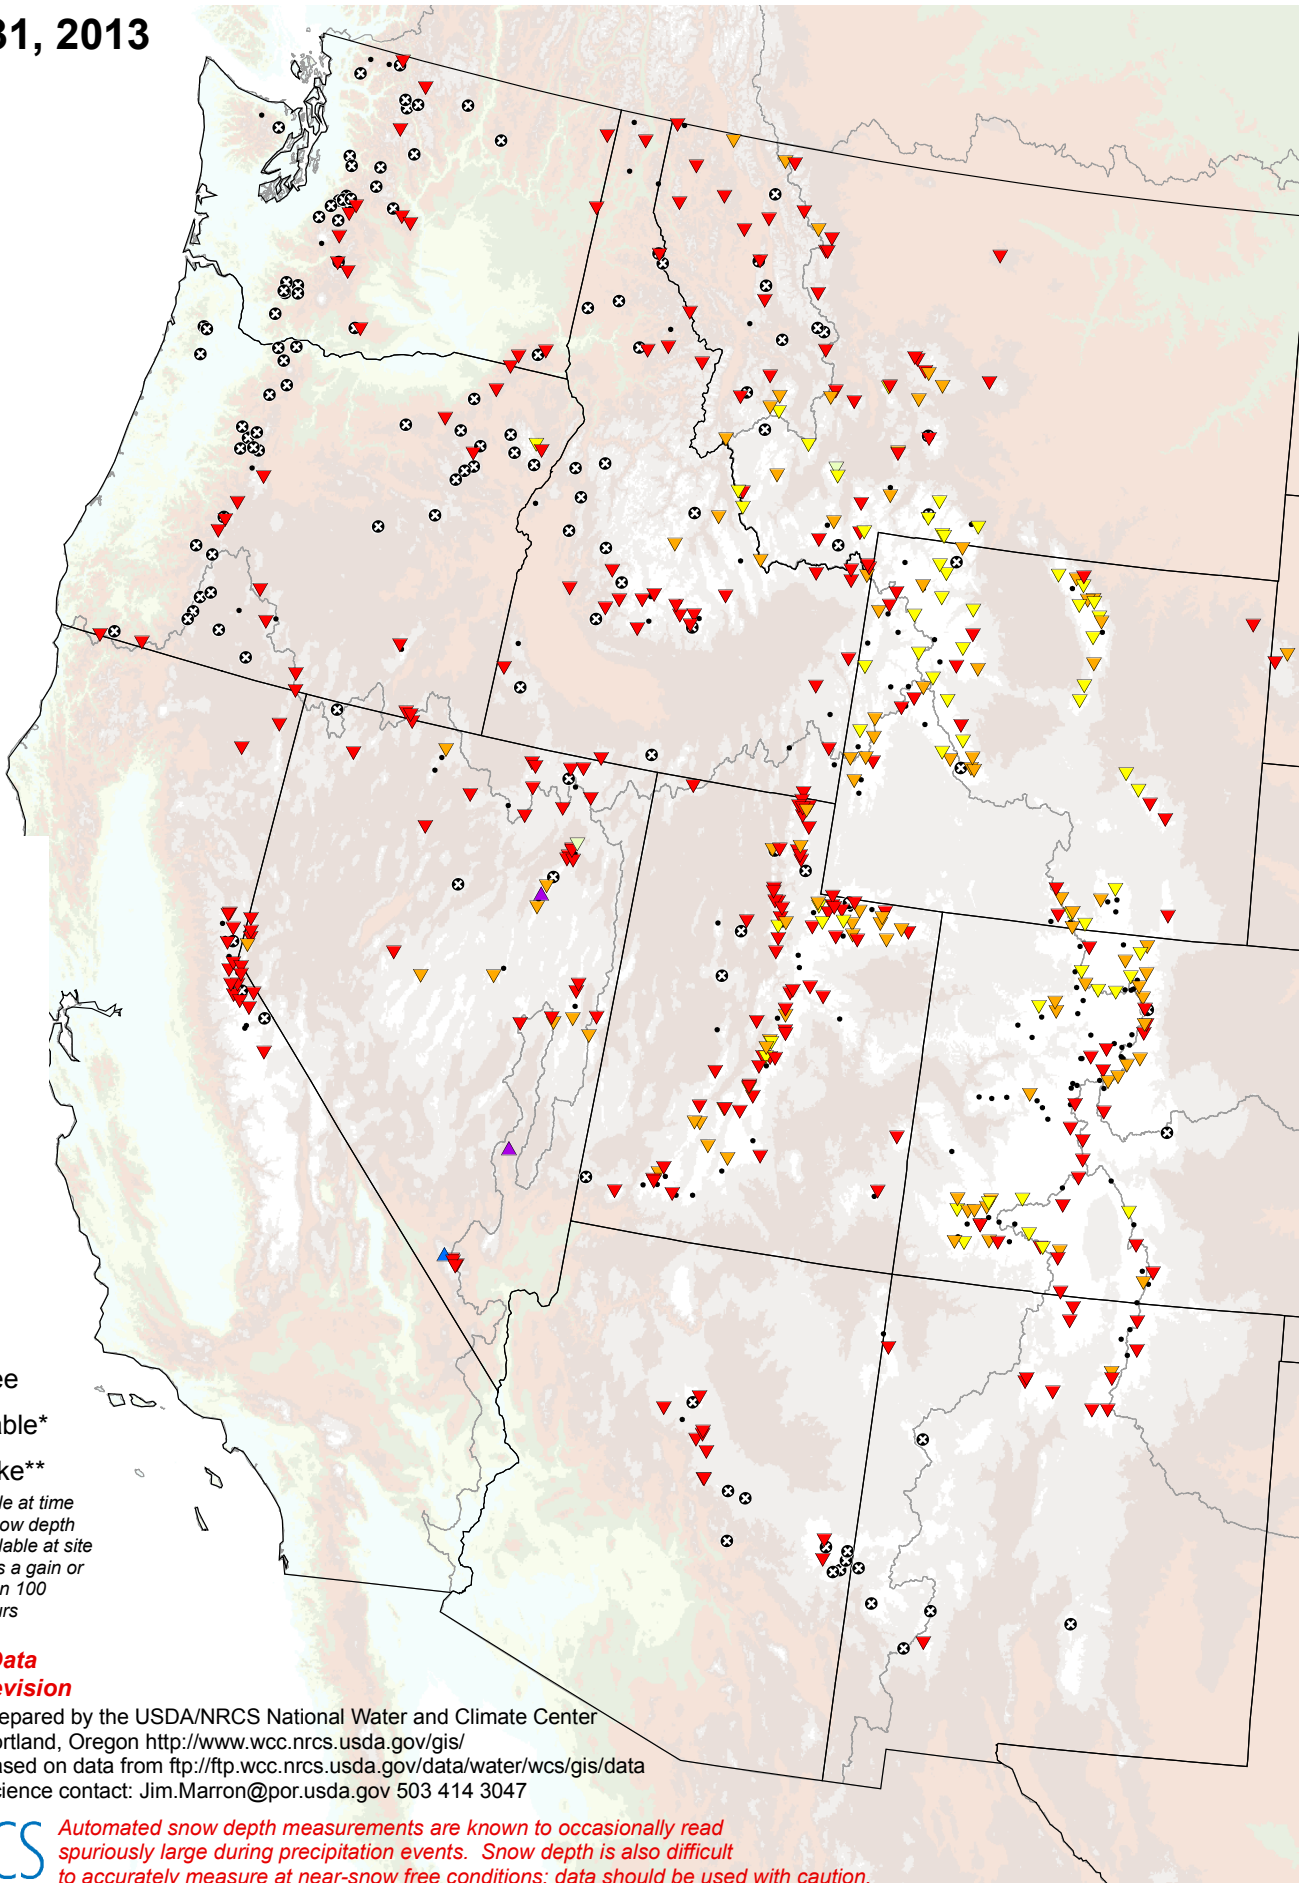 31, 2013
ee
able*
ke**
le at time
ow depth
ilable at site
s a gain or
n 100
urs
Data
evision
epared by the USDA/NRCS National Water and Climate Center
ortland, Oregon http://www.wcc.nrcs.usda.gov/gis/
ased on data from ftp://ftp.wcc.nrcs.usda.gov/data/water/wcs/gis/data
cience contact: Jim.Marron@por.usda.gov 503 414 3047
CS
Automated snow depth measurements are known to occasionally read
spuriously large during precipitation events. Snow depth is also difficult
to accurately measure at near-snow free conditions; data should be used with caution.